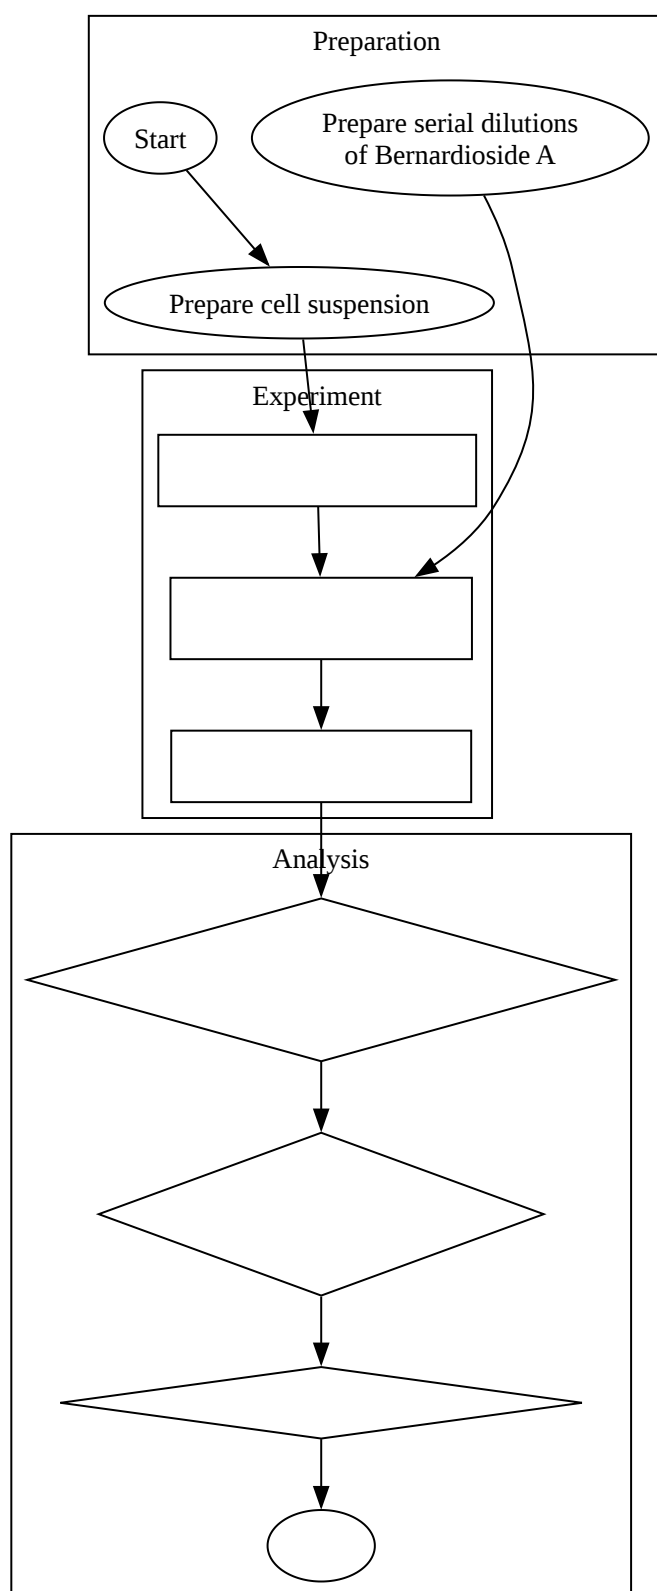 Preparation
Start
Prepare serial dilutions
of Bernardioside A
Prepare cell suspension
Experiment
Analysis